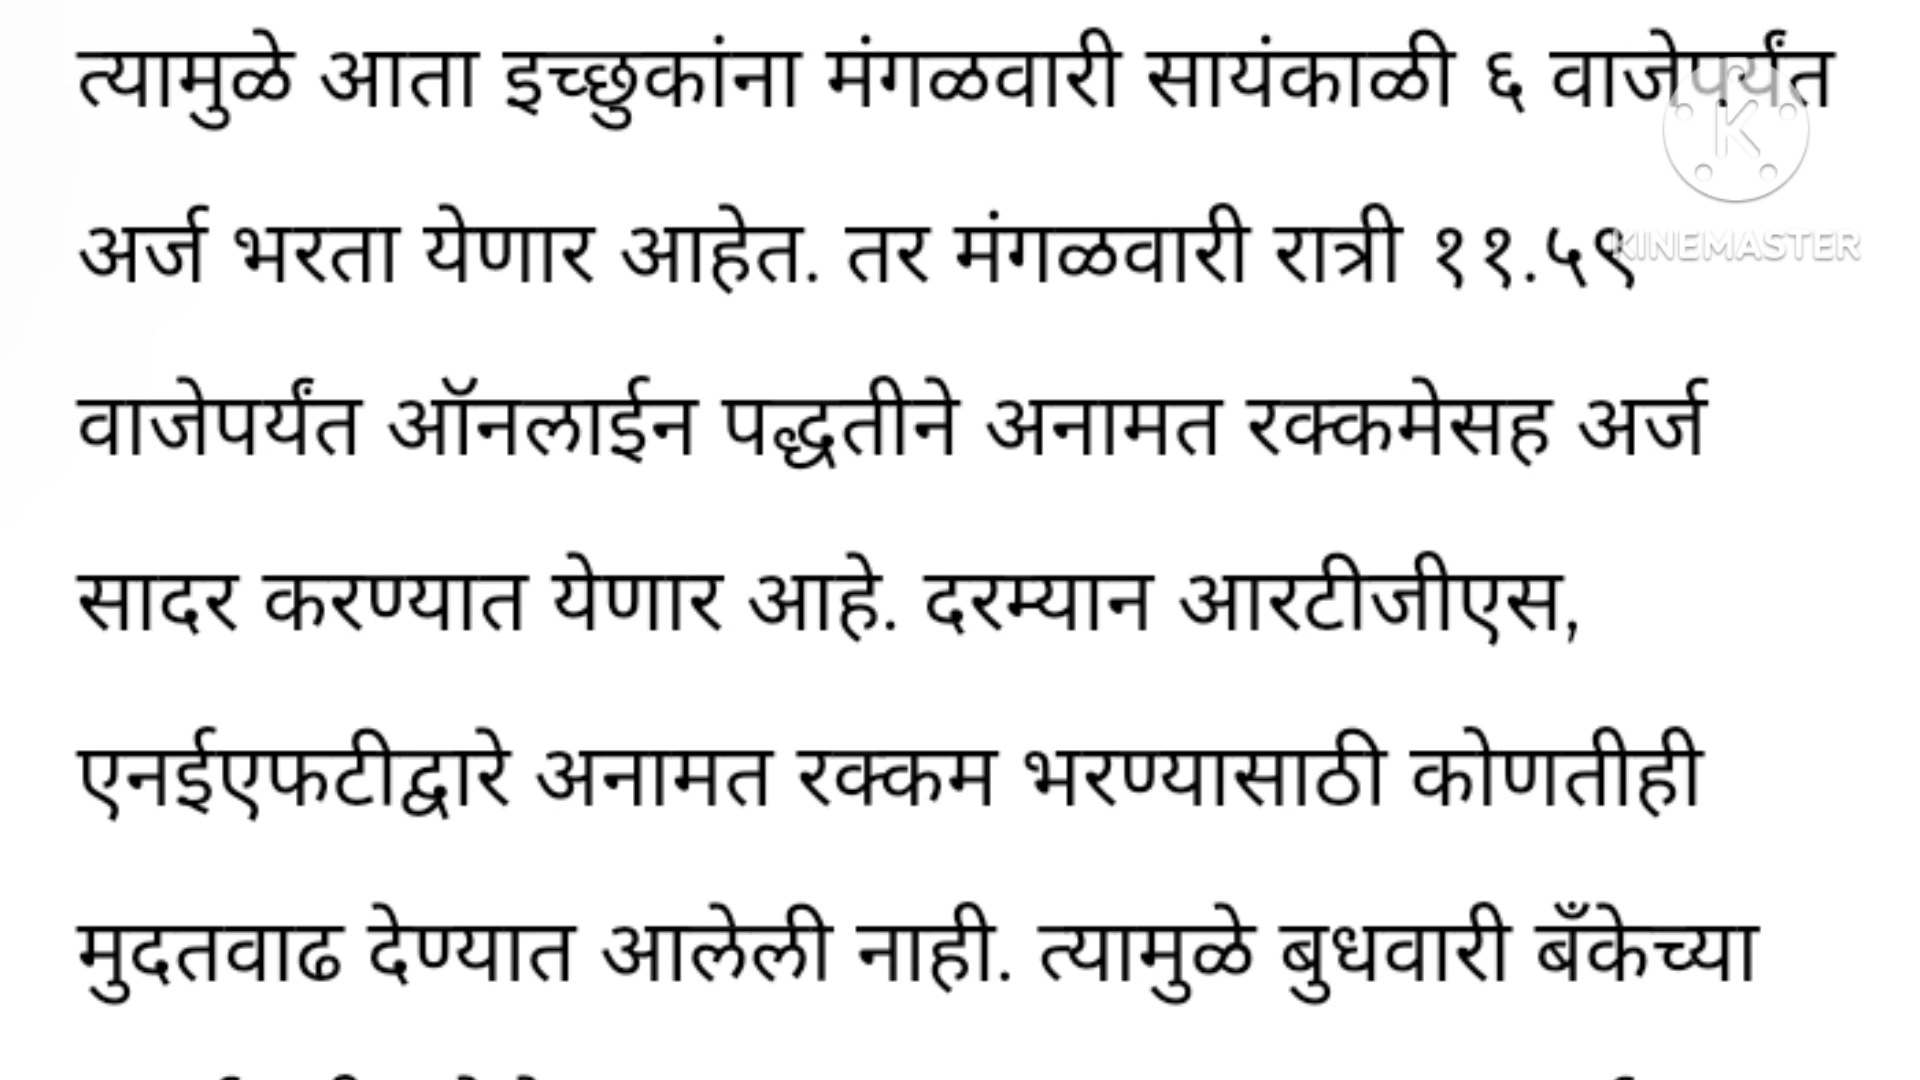 त्यामुळे आता इच्छुकांना मंगळवारी सायंकाळी ६ वाजेपर्यंत
अर्ज भरता येणार आहेत. तर मंगळवारी रात्री ११.५९
KINEMASTER
वाजेपर्यंत ऑनलाईन पद्धतीने अनामत रक्कमेसह अर्ज
सादर करण्यात येणार आहे. दरम्यान आरटीजीएस,
एनईएफटीद्वारे अनामत रक्कम भरण्यासाठी कोणतीही
मुदतवाढ देण्यात आलेली नाही. त्यामुळे बुधवारी बँकेच्या